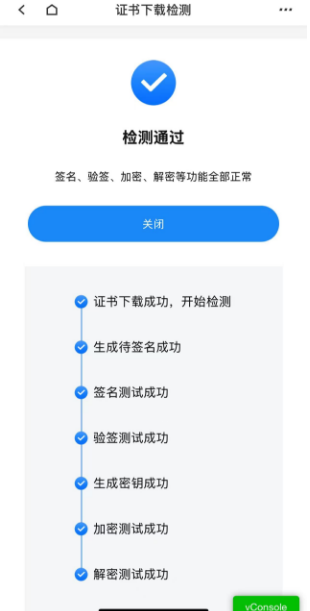 证书下载检测
检测通过
签名、验签、加密、解密等功能全部正常
关闭
证书下载成功，开始检测
生成待签名成功
签名测试成功
验签测试成功
生成密钥成功
加密测试成功
解密测试成功
vConsole